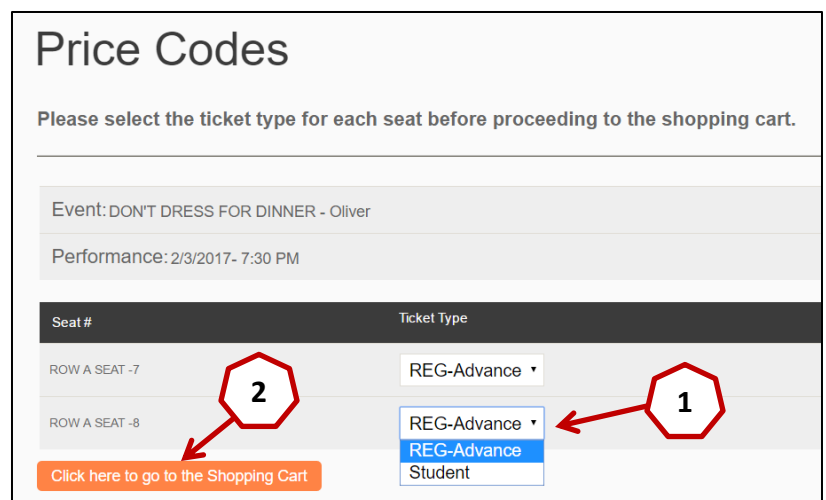 Price Codes
Please select the ticket type for each seat before proceeding to the shopping cart.
Event: DON'T DRESS FOR DINNER - Oliver
Performance: 2/3/2017- 7:30 PM
Seat # Ticket Type
ROW A SEAT -7 REG-Advance
2 1
ROW A SEAT -8 REG-Advance
REG-Advance
Student
Click here to go to the Shopping Cart